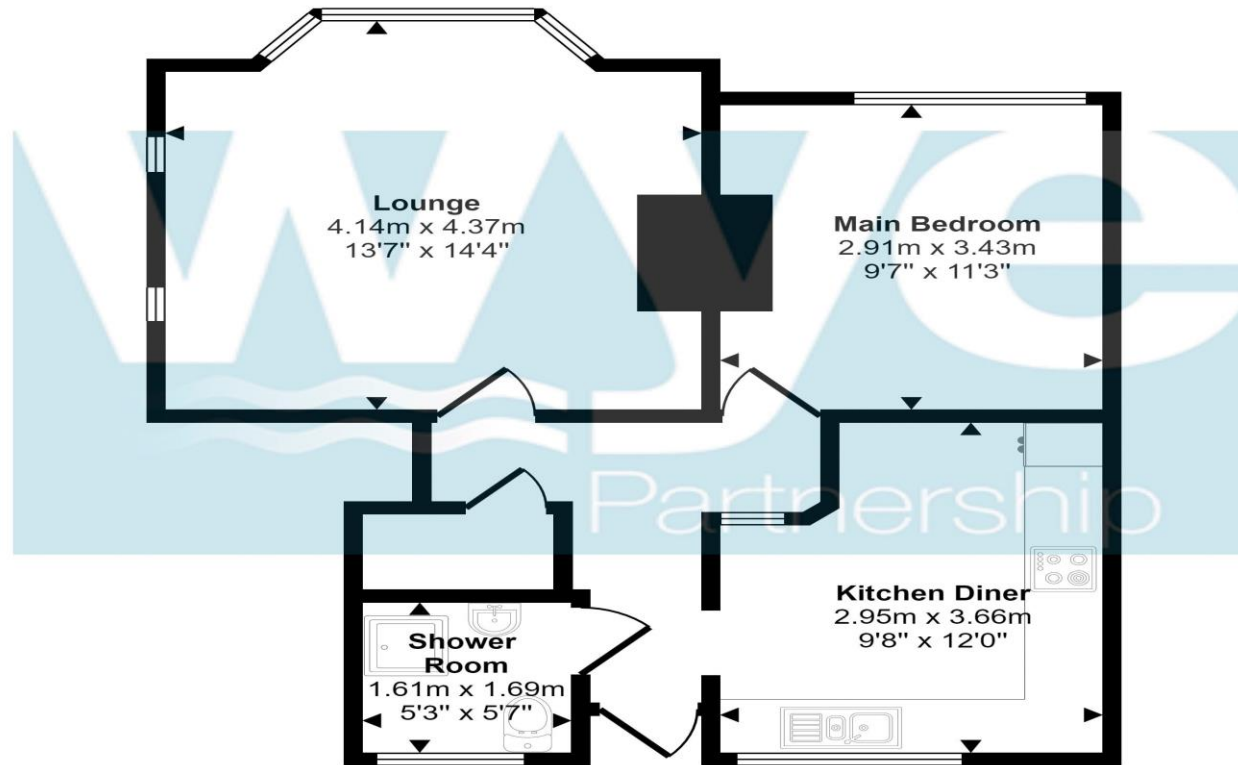 wye
Partnership
Lounge
4.14m x 4.37m
13'7" x 14'4"
Main Bedroom
2.91m x 3.43m
9'7" x 11'3"
Kitchen Diner
2.95m x 3.66m
9'8" x 12'0"
Shower
Room
1.61m x 1.69m
5'3" x 5'7"